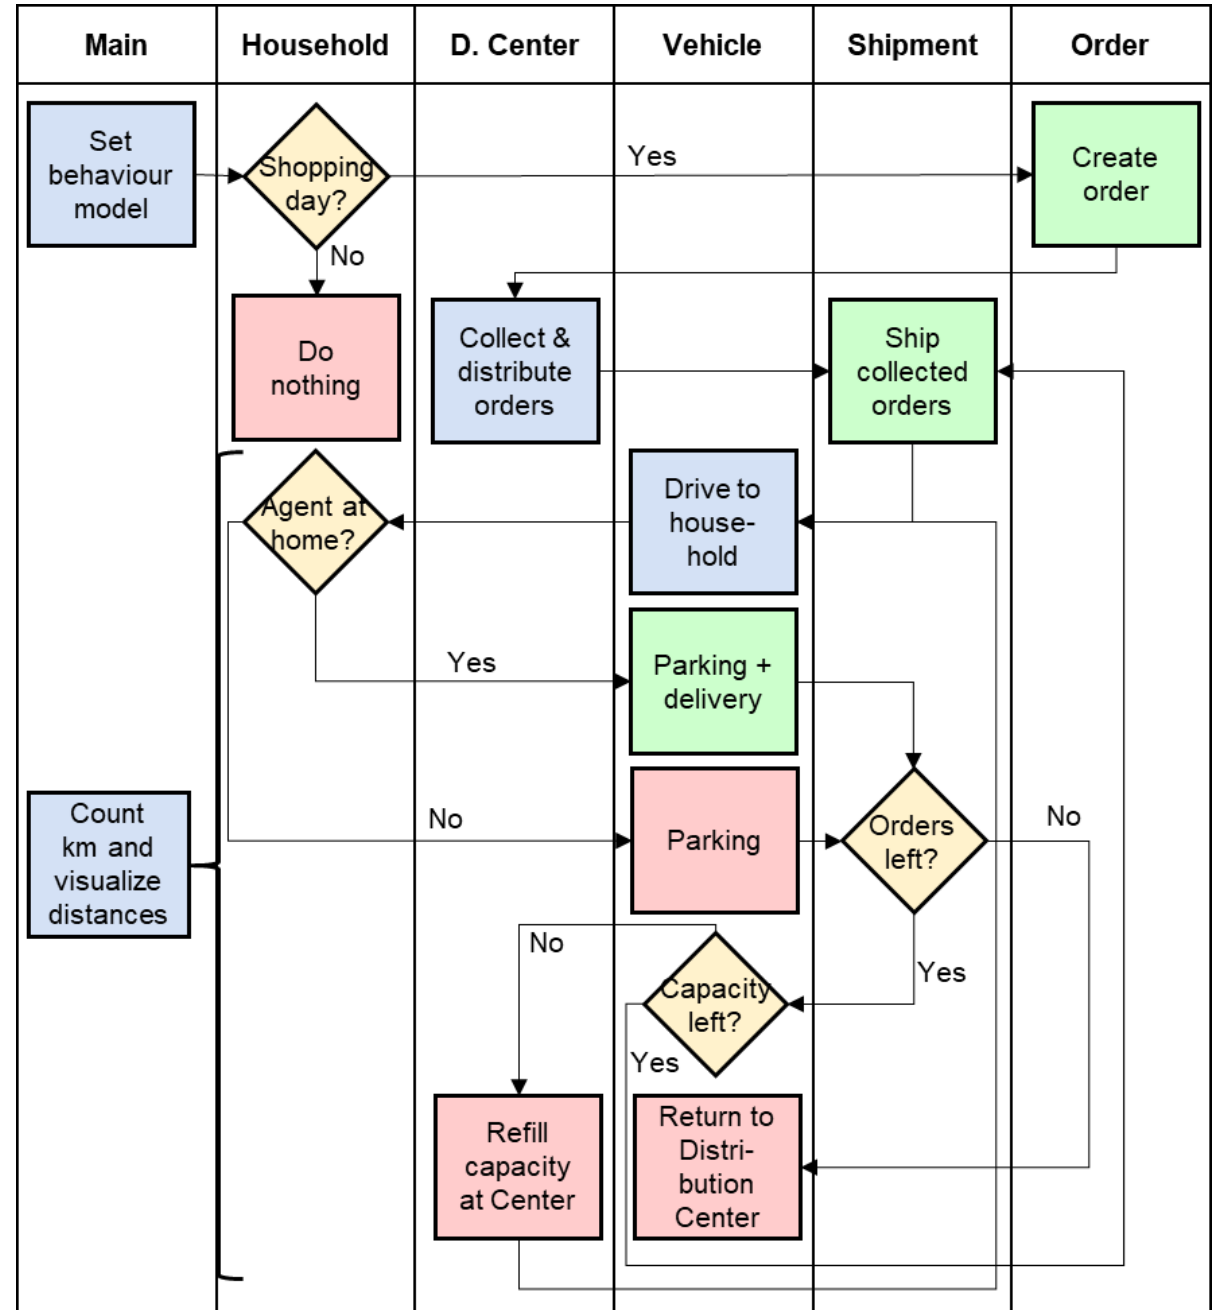 Main
Household
D. Center
Vehicle
Shipment
Order
Set
behaviour
model
Shopping
day?
Yes
Create
order
No
Do
nothing
Collect &
distribute
orders
Ship
collected
orders
Agent at
home?
Drive to
house-
hold
Yes
Parking +
delivery
Count
km and
visualize
distances
No
Parking
Orders
left?
No
No
Capacity
left?
Yes
Yes
Refill
capacity
at Center
Return to
Distri-
bution
Center